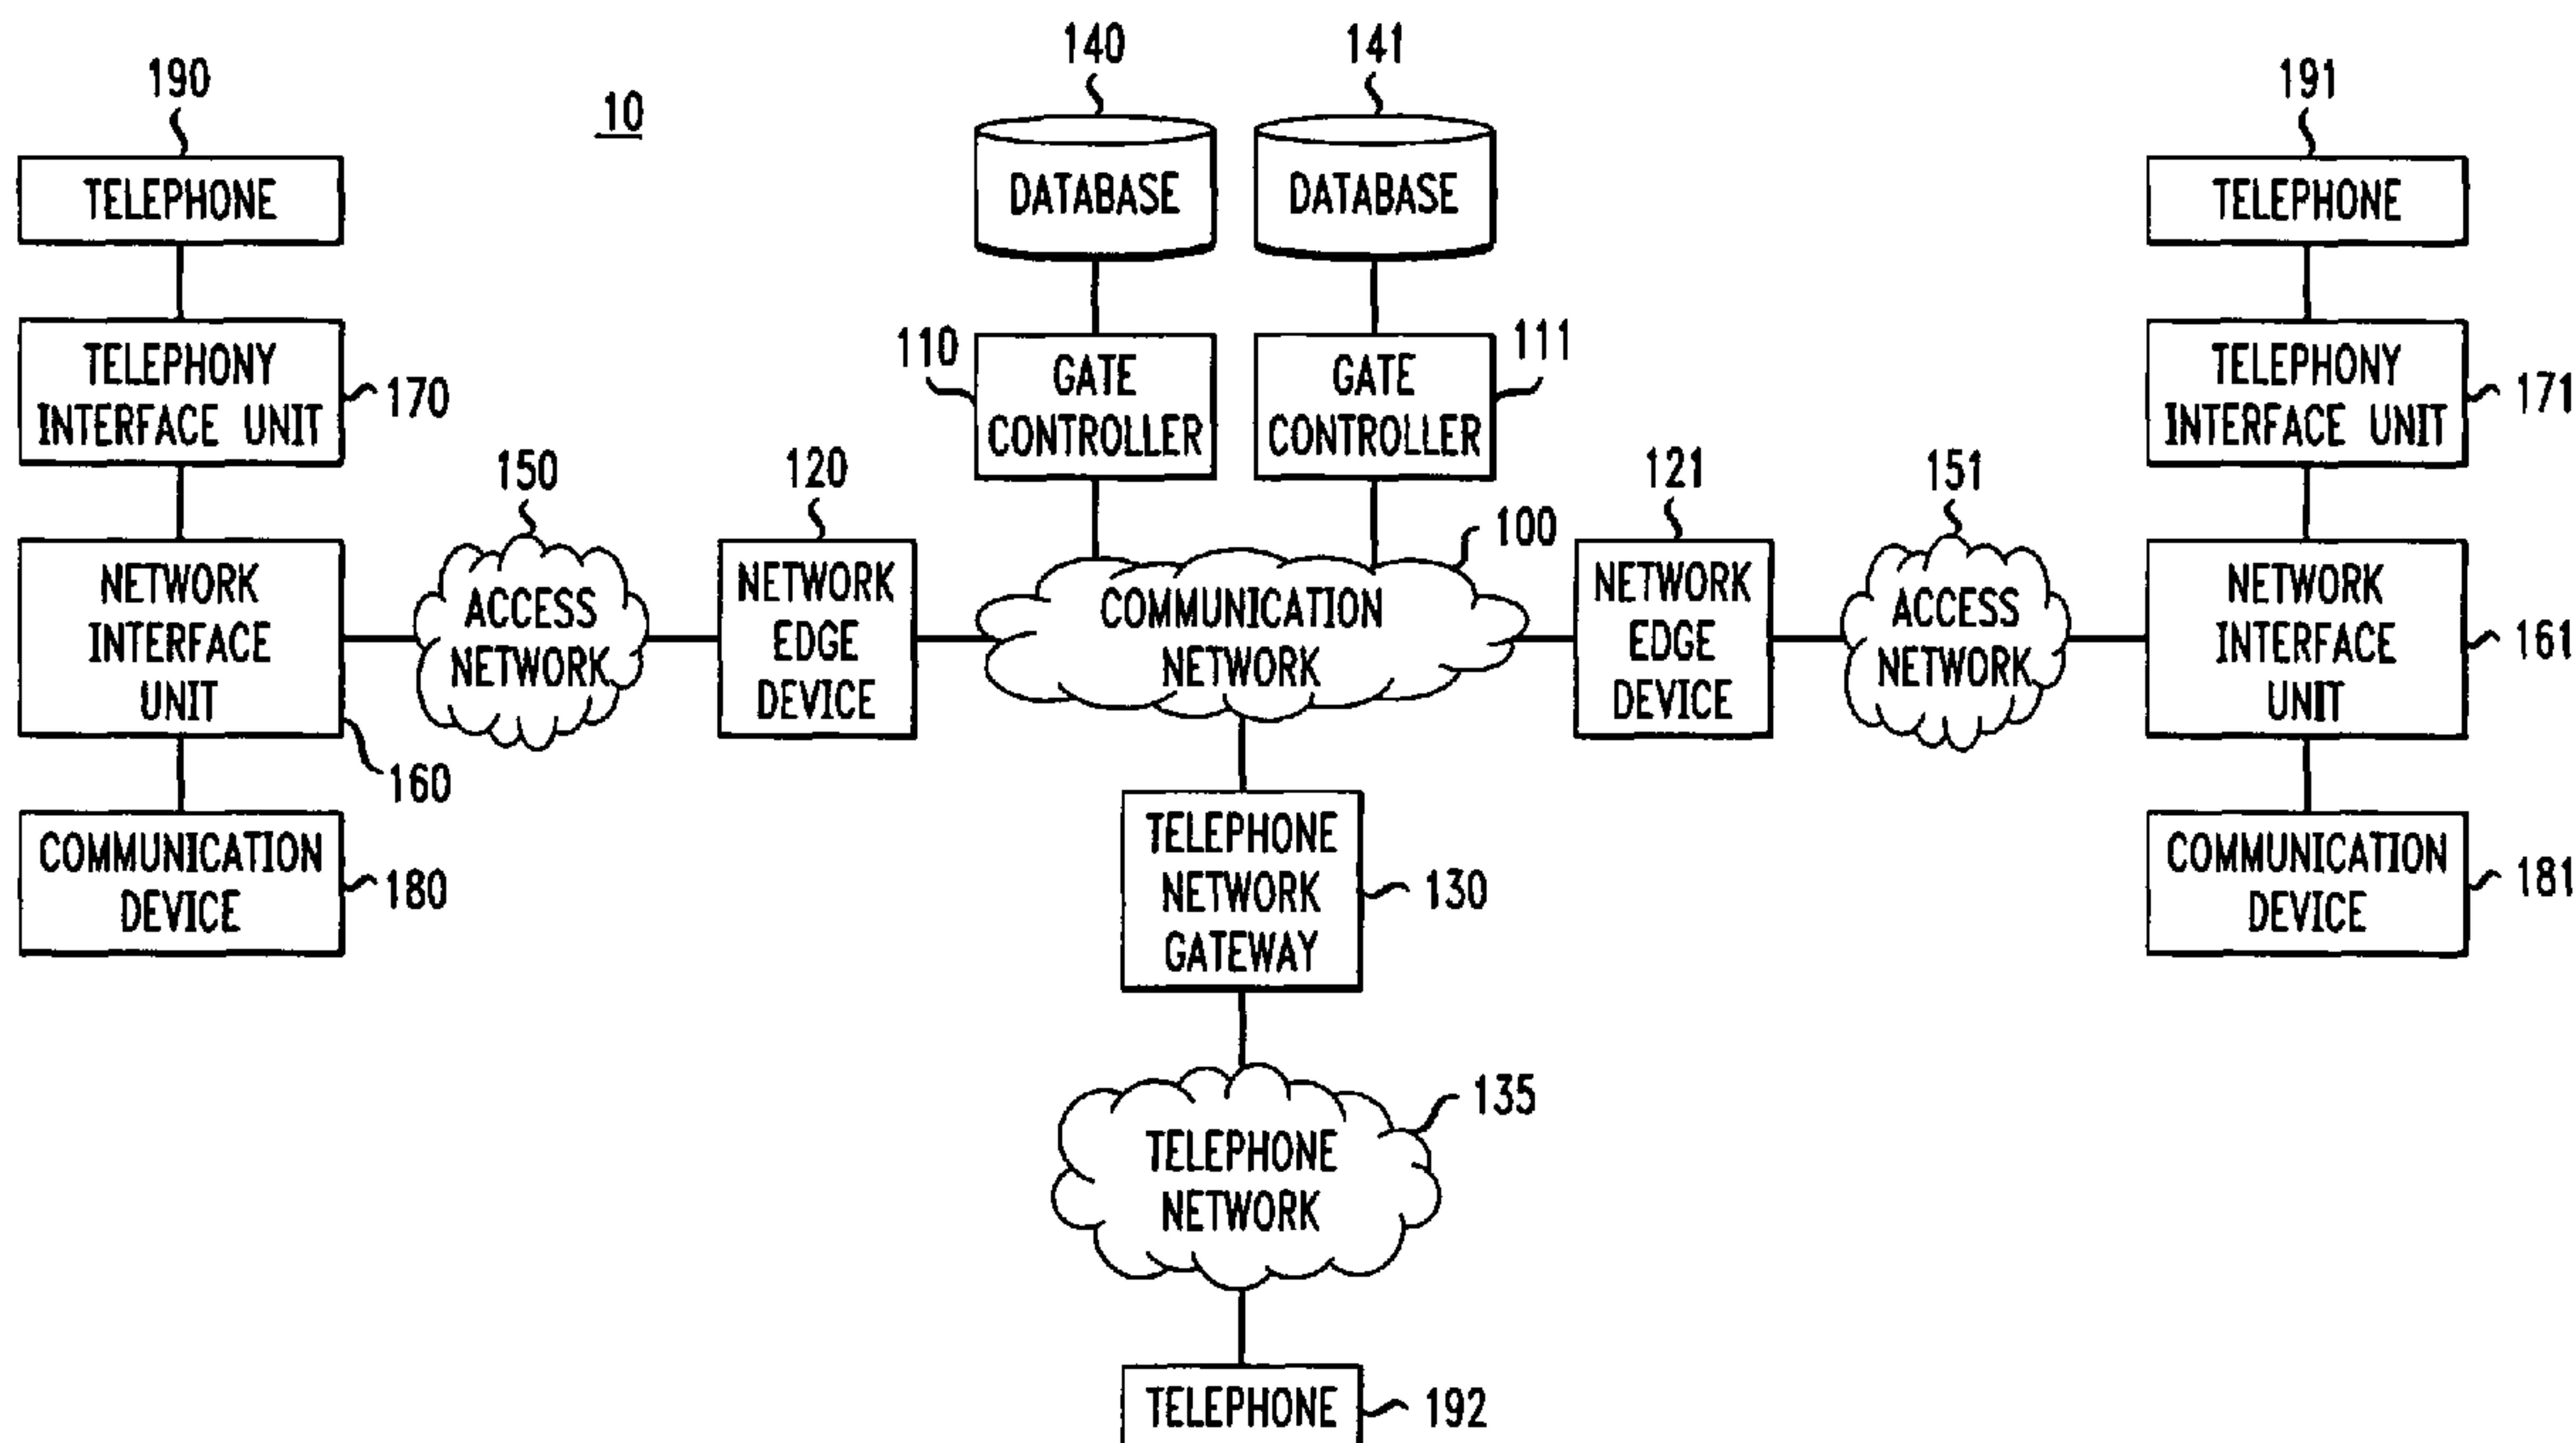 140
141
190
191
10
TELEPHONE
DATABASE
DATABASE
TELEPHONE
110
111
TELEPHONY
INTERFACE UNIT
170
GATE
CONTROLLER
GATE
CONTROLLER
TELEPHONY
INTERFACE UNIT
171
150
120
121
151
100
NETWORK
INTERFACE
UNIT
160
ACCESS
NETWORK
NETWORK
EDGE
DEVICE
COMMUNICATION
NETWORK
NETWORK
EDGE
DEVICE
ACCESS
NETWORK
NETWORK
INTERFACE
UNIT
161
COMMUNICATION
DEVICE
180
TELEPHONE
NETWORK
GATEWAY
130
COMMUNICATION
DEVICE
181
135
TELEPHONE
NETWORK
TELEPHONE
192